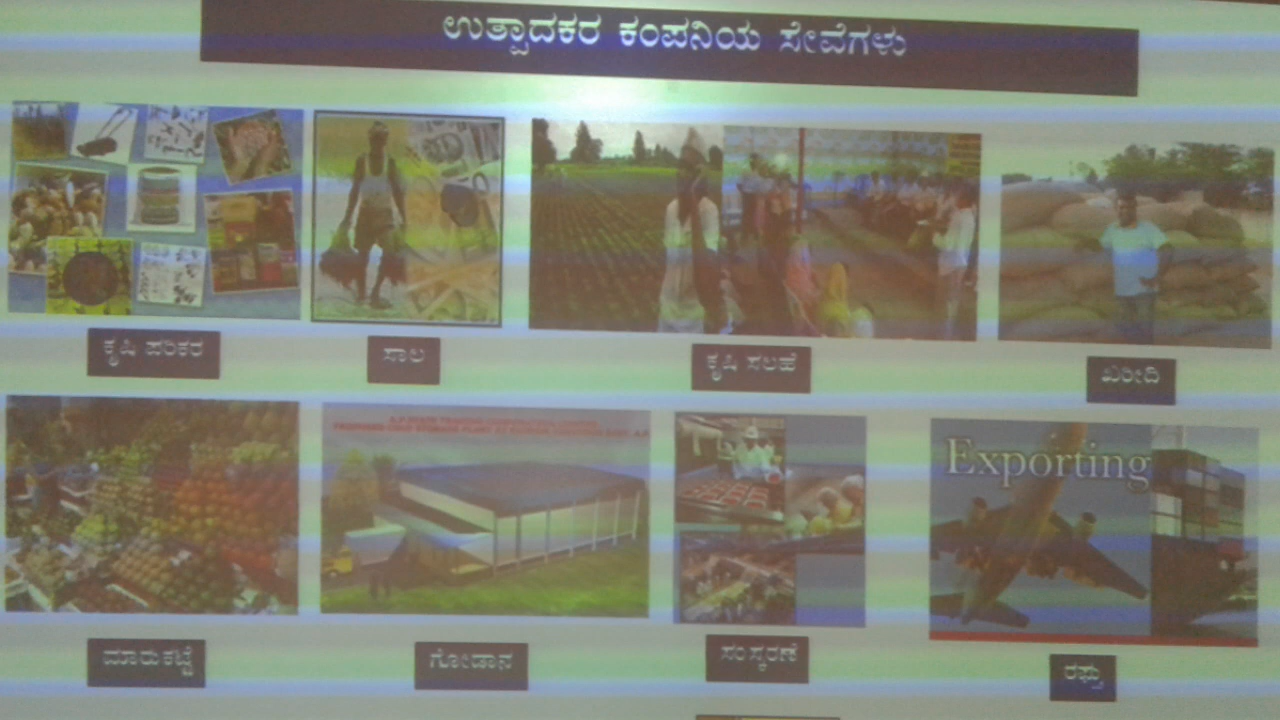 ಉತ್ಪಾದಕರ ಕಂಪನಿಯ ಸೇವೆಗಳು
ಕೃಷಿ ಪರಿಕರ
ಸಾಲ
ಕೃಷಿ ಸಲಹೆ
ಖರೀದಿ
Exporting
ಮಾರುಕಟ್ಟೆ
ಗೋಡಾನ
ಸಂಸ್ಕರಣೆ
ರಫ್ತು